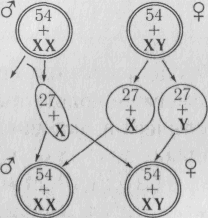 ♂ 54 54 ♀
+ +
XX XY
27 27 27
+ + +
X X Y
♂ 54 54 ♀
+ +
XX XY